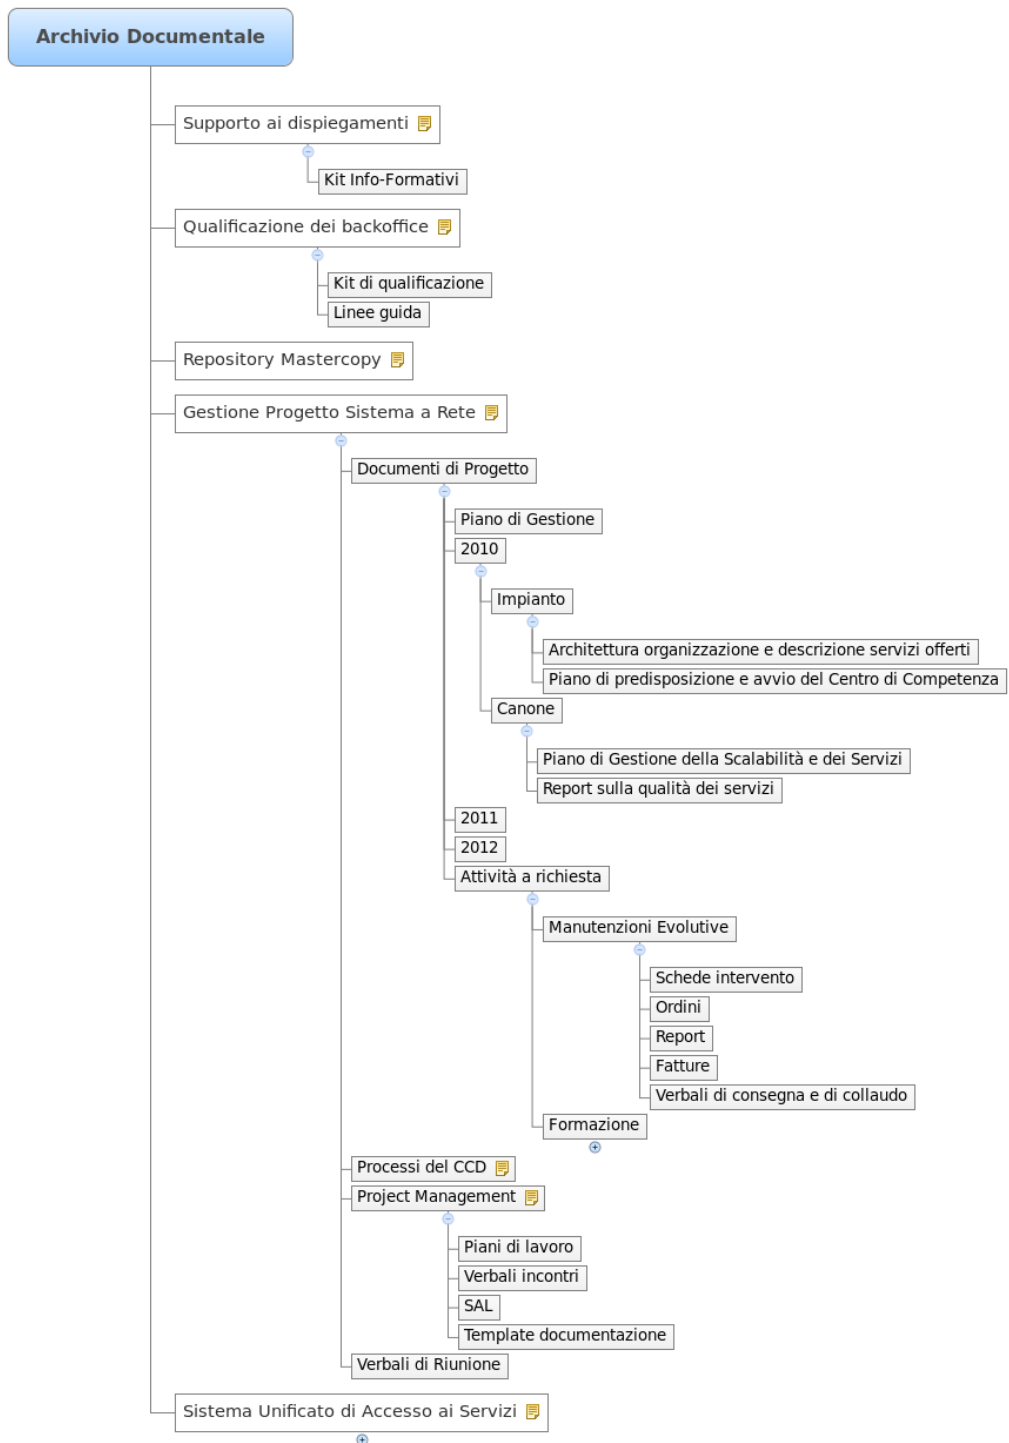 Archivio Documentale
Supporto ai dispiegamenti
Kit Info-Formativi
Qualificazione dei backoffice
Kit di qualificazione
Linee guida
Repository Mastercopy
Gestione Progetto Sistema a Rete
Documenti di Progetto
Piano di Gestione
2010
Impianto
Architettura organizzazione e descrizione servizi offerti
Piano di predisposizione e avvio del Centro di Competenza
Canone
Piano di Gestione della Scalabilità e dei Servizi
Report sulla qualità dei servizi
2011
2012
Attività a richiesta
Manutenzioni Evolutive
Schede intervento
Ordini
Report
Fatture
Verbali di consegna e di collaudo
Formazione
Processi del CCD
Project Management
Piani di lavoro
Verbali incontri
SAL
Template documentazione
Verbali di Riunione
Sistema Unificato di Accesso ai Servizi